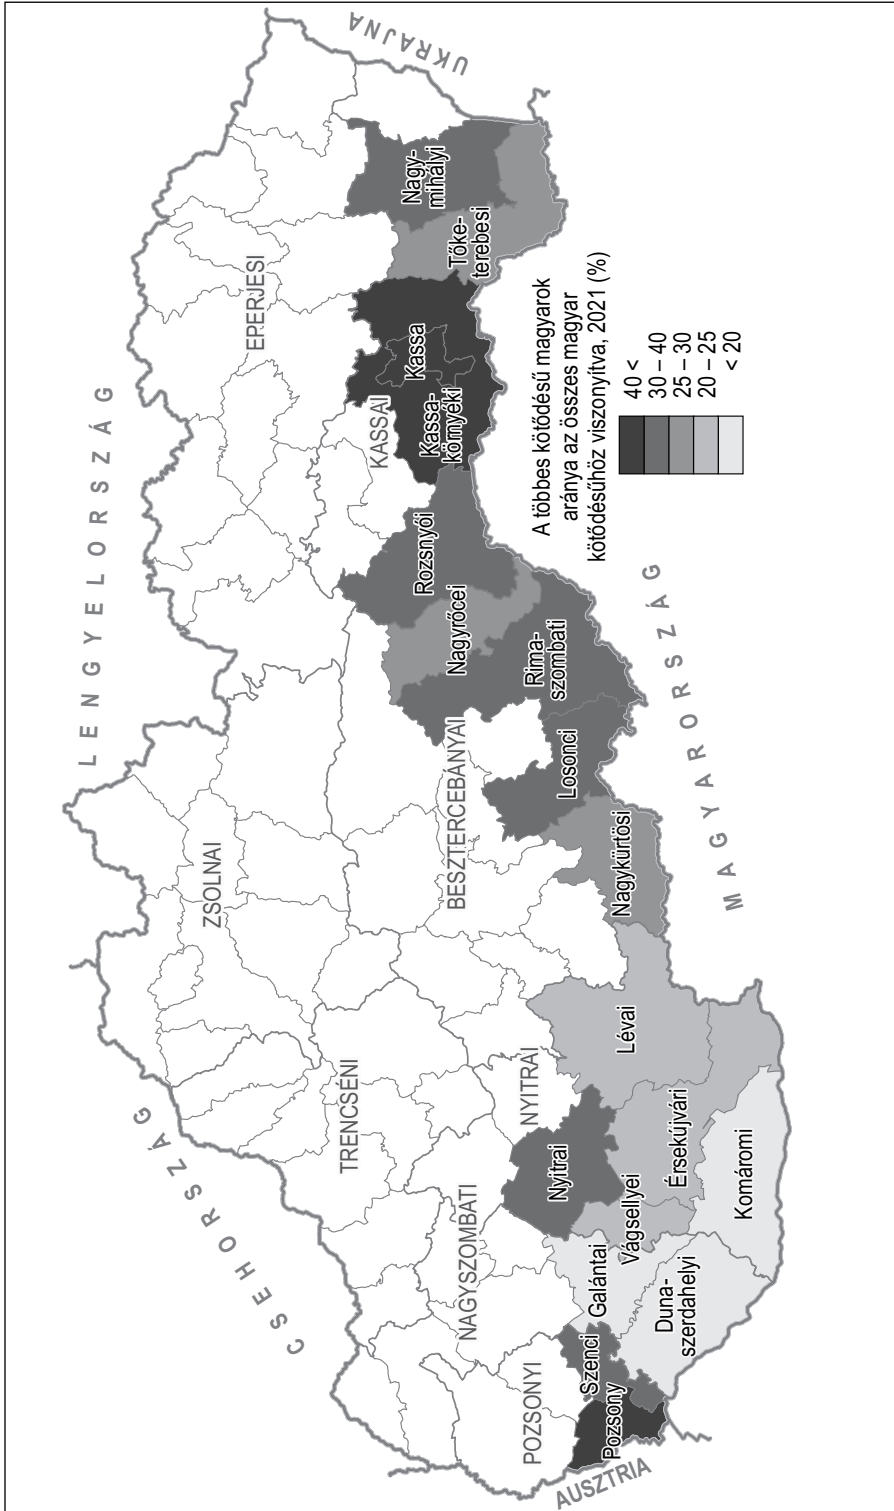 LENGYELORSZÁG
CSEHORSZÁG
UKRAJNA
AUSZTRIA
MAGYARORSZÁG
ZSOLNAI
TRENCSÉNI
EPERJESI
KASSAI
BESZTERCEBÁNYAI
NYITRAI
NAGYSZOMBATI
POZSONYI
Pozsony
Szenci
Galántai
Duna-
szerdahelyi
Vágsellyei
Nyitrai
Komáromi
Érsekújvári
Lévai
Nagykürtösi
Losonci
Rima-
szombati
Nagyrőcei
Rozsnyói
Kassa-
környéki
Kassa
Tőke-
terebesi
Nagy-
mihályi
A többes kötődésű magyarok
aránya az összes magyar
kötődésűhöz viszonyítva, 2021 (%)
40 <
30 – 40
25 – 30
20 – 25
< 20